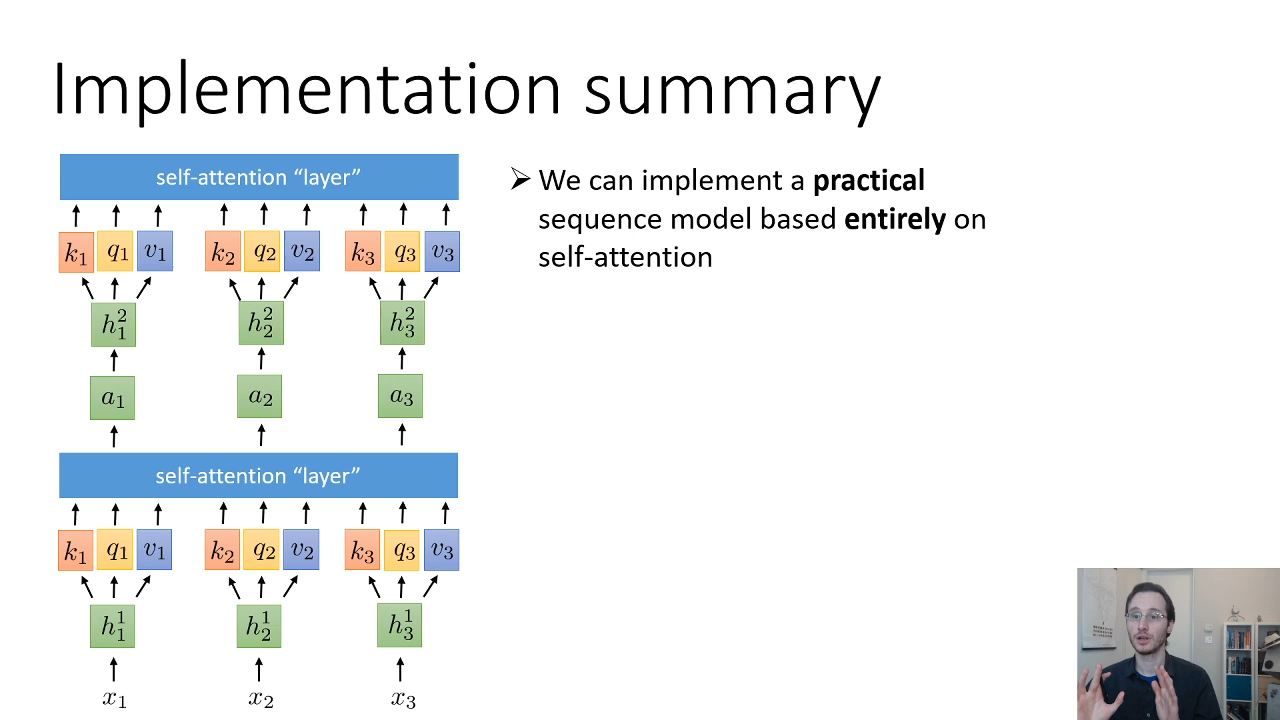 Implementation summary
self-attention “layer”
k₁ q₁ v₁ k₂ q₂ v₂ k₃ q₃ v₃
h₁² h₂² h₃²
a₁ a₂ a₃
self-attention “layer”
k₁ q₁ v₁ k₂ q₂ v₂ k₃ q₃ v₃
h₁¹ h₂¹ h₃¹
x₁ x₂ x₃
➢ We can implement a practical
sequence model based entirely on
self-attention